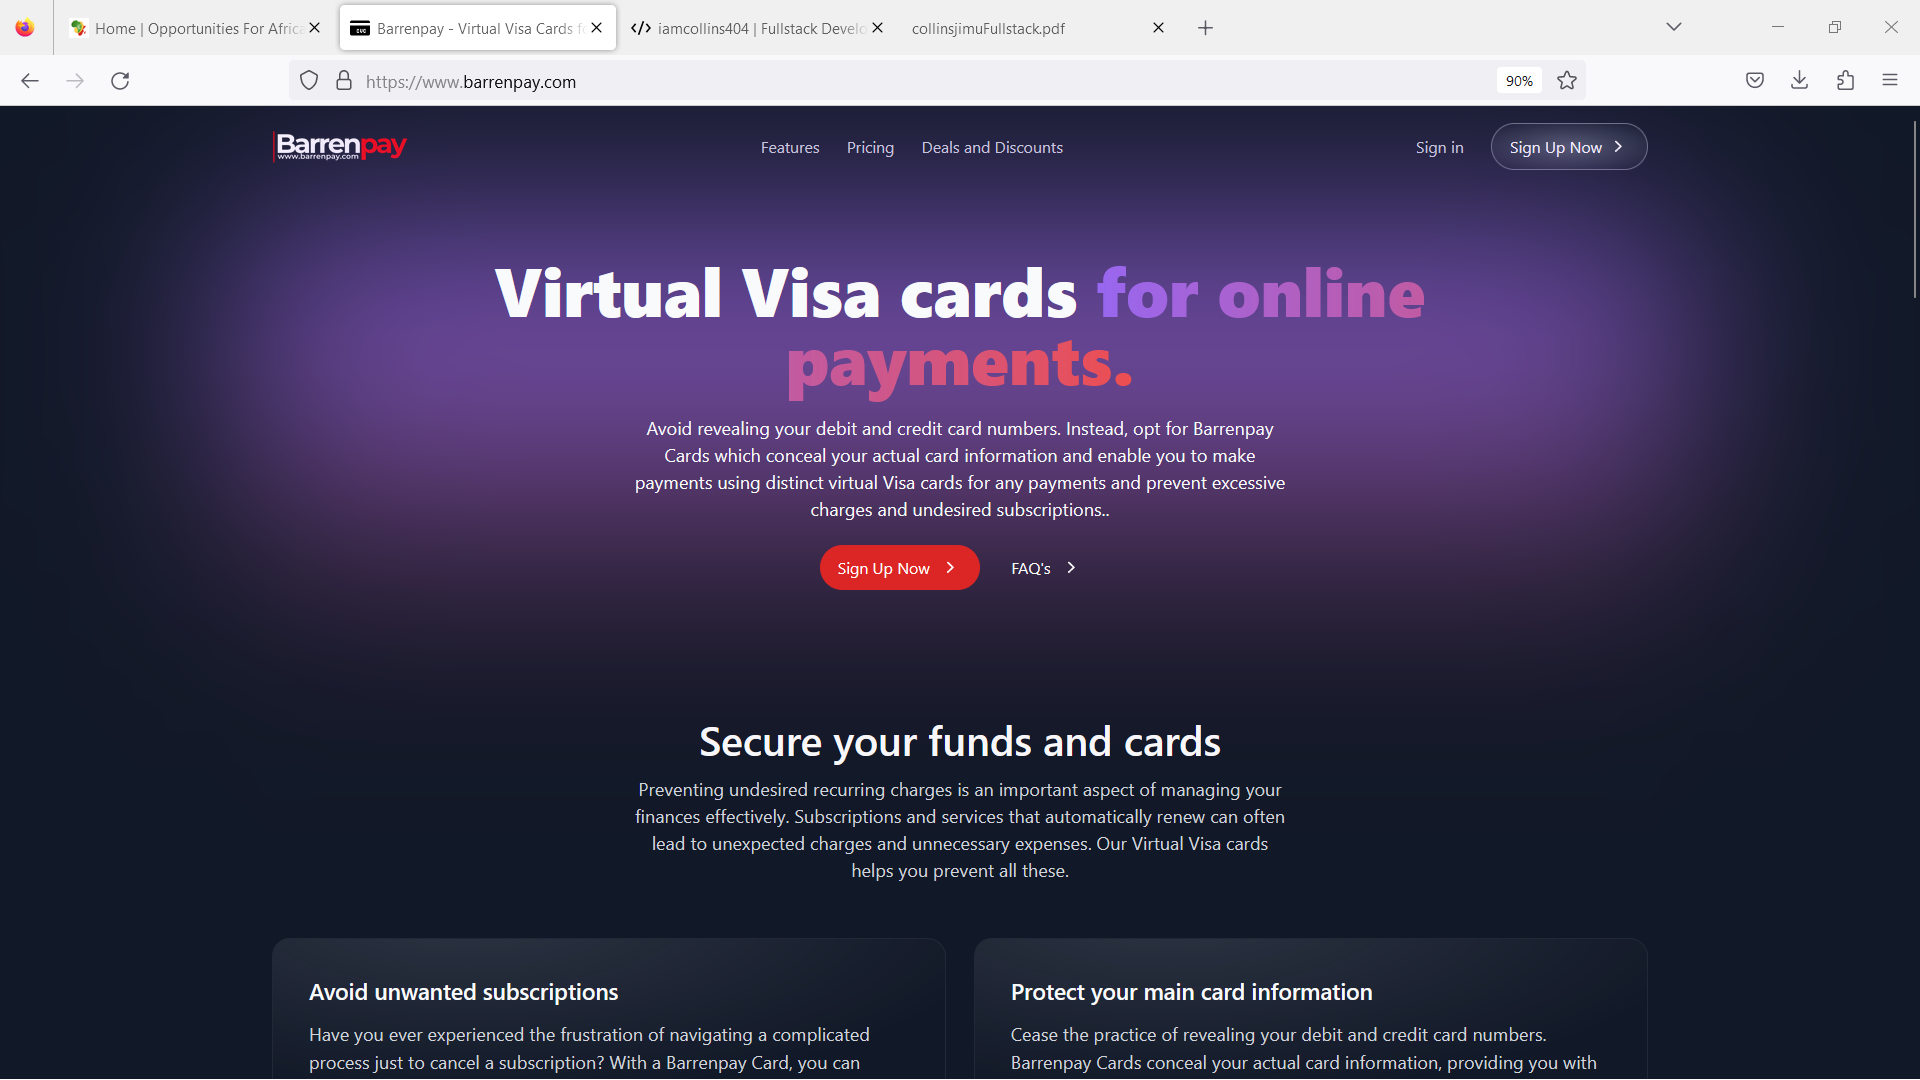 Home | Opportunities For Africa
Barrenpay - Virtual Visa Cards fo
iamcollins404 | Fullstack Develo
collinsjimuFullstack.pdf
https://www.barrenpay.com
90%
Barrenpay
www.barrenpay.com
Features
Pricing
Deals and Discounts
Sign in
Sign Up Now
Virtual Visa cards for online
payments.
Avoid revealing your debit and credit card numbers. Instead, opt for Barrenpay
Cards which conceal your actual card information and enable you to make
payments using distinct virtual Visa cards for any payments and prevent excessive
charges and undesired subscriptions..
Sign Up Now
FAQ's
Secure your funds and cards
Preventing undesired recurring charges is an important aspect of managing your
finances effectively. Subscriptions and services that automatically renew can often
lead to unexpected charges and unnecessary expenses. Our Virtual Visa cards
helps you prevent all these.
Avoid unwanted subscriptions
Have you ever experienced the frustration of navigating a complicated
process just to cancel a subscription? With a Barrenpay Card, you can
Protect your main card information
Cease the practice of revealing your debit and credit card numbers.
Barrenpay Cards conceal your actual card information, providing you with